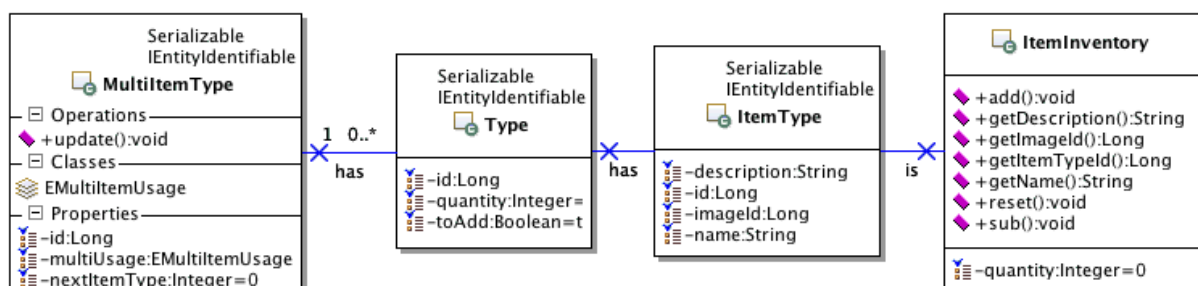 Serializable
IEntityIdentifiable
MultiItemType
Operations
+update():void
Classes
EMultiItemUsage
Properties
-id:Long
-multiUsage:EMultiItemUsage
-nextItemType:Integer=0
1 0..*
has
Serializable
IEntityIdentifiable
Type
-id:Long
-quantity:Integer=
-toAdd:Boolean=t
has
Serializable
IEntityIdentifiable
ItemType
-description:String
-id:Long
-imageId:Long
-name:String
is
ItemInventory
+add():void
+getDescription():String
+getImageId():Long
+getItemTypeId():Long
+getName():String
+reset():void
+sub():void
-quantity:Integer=0